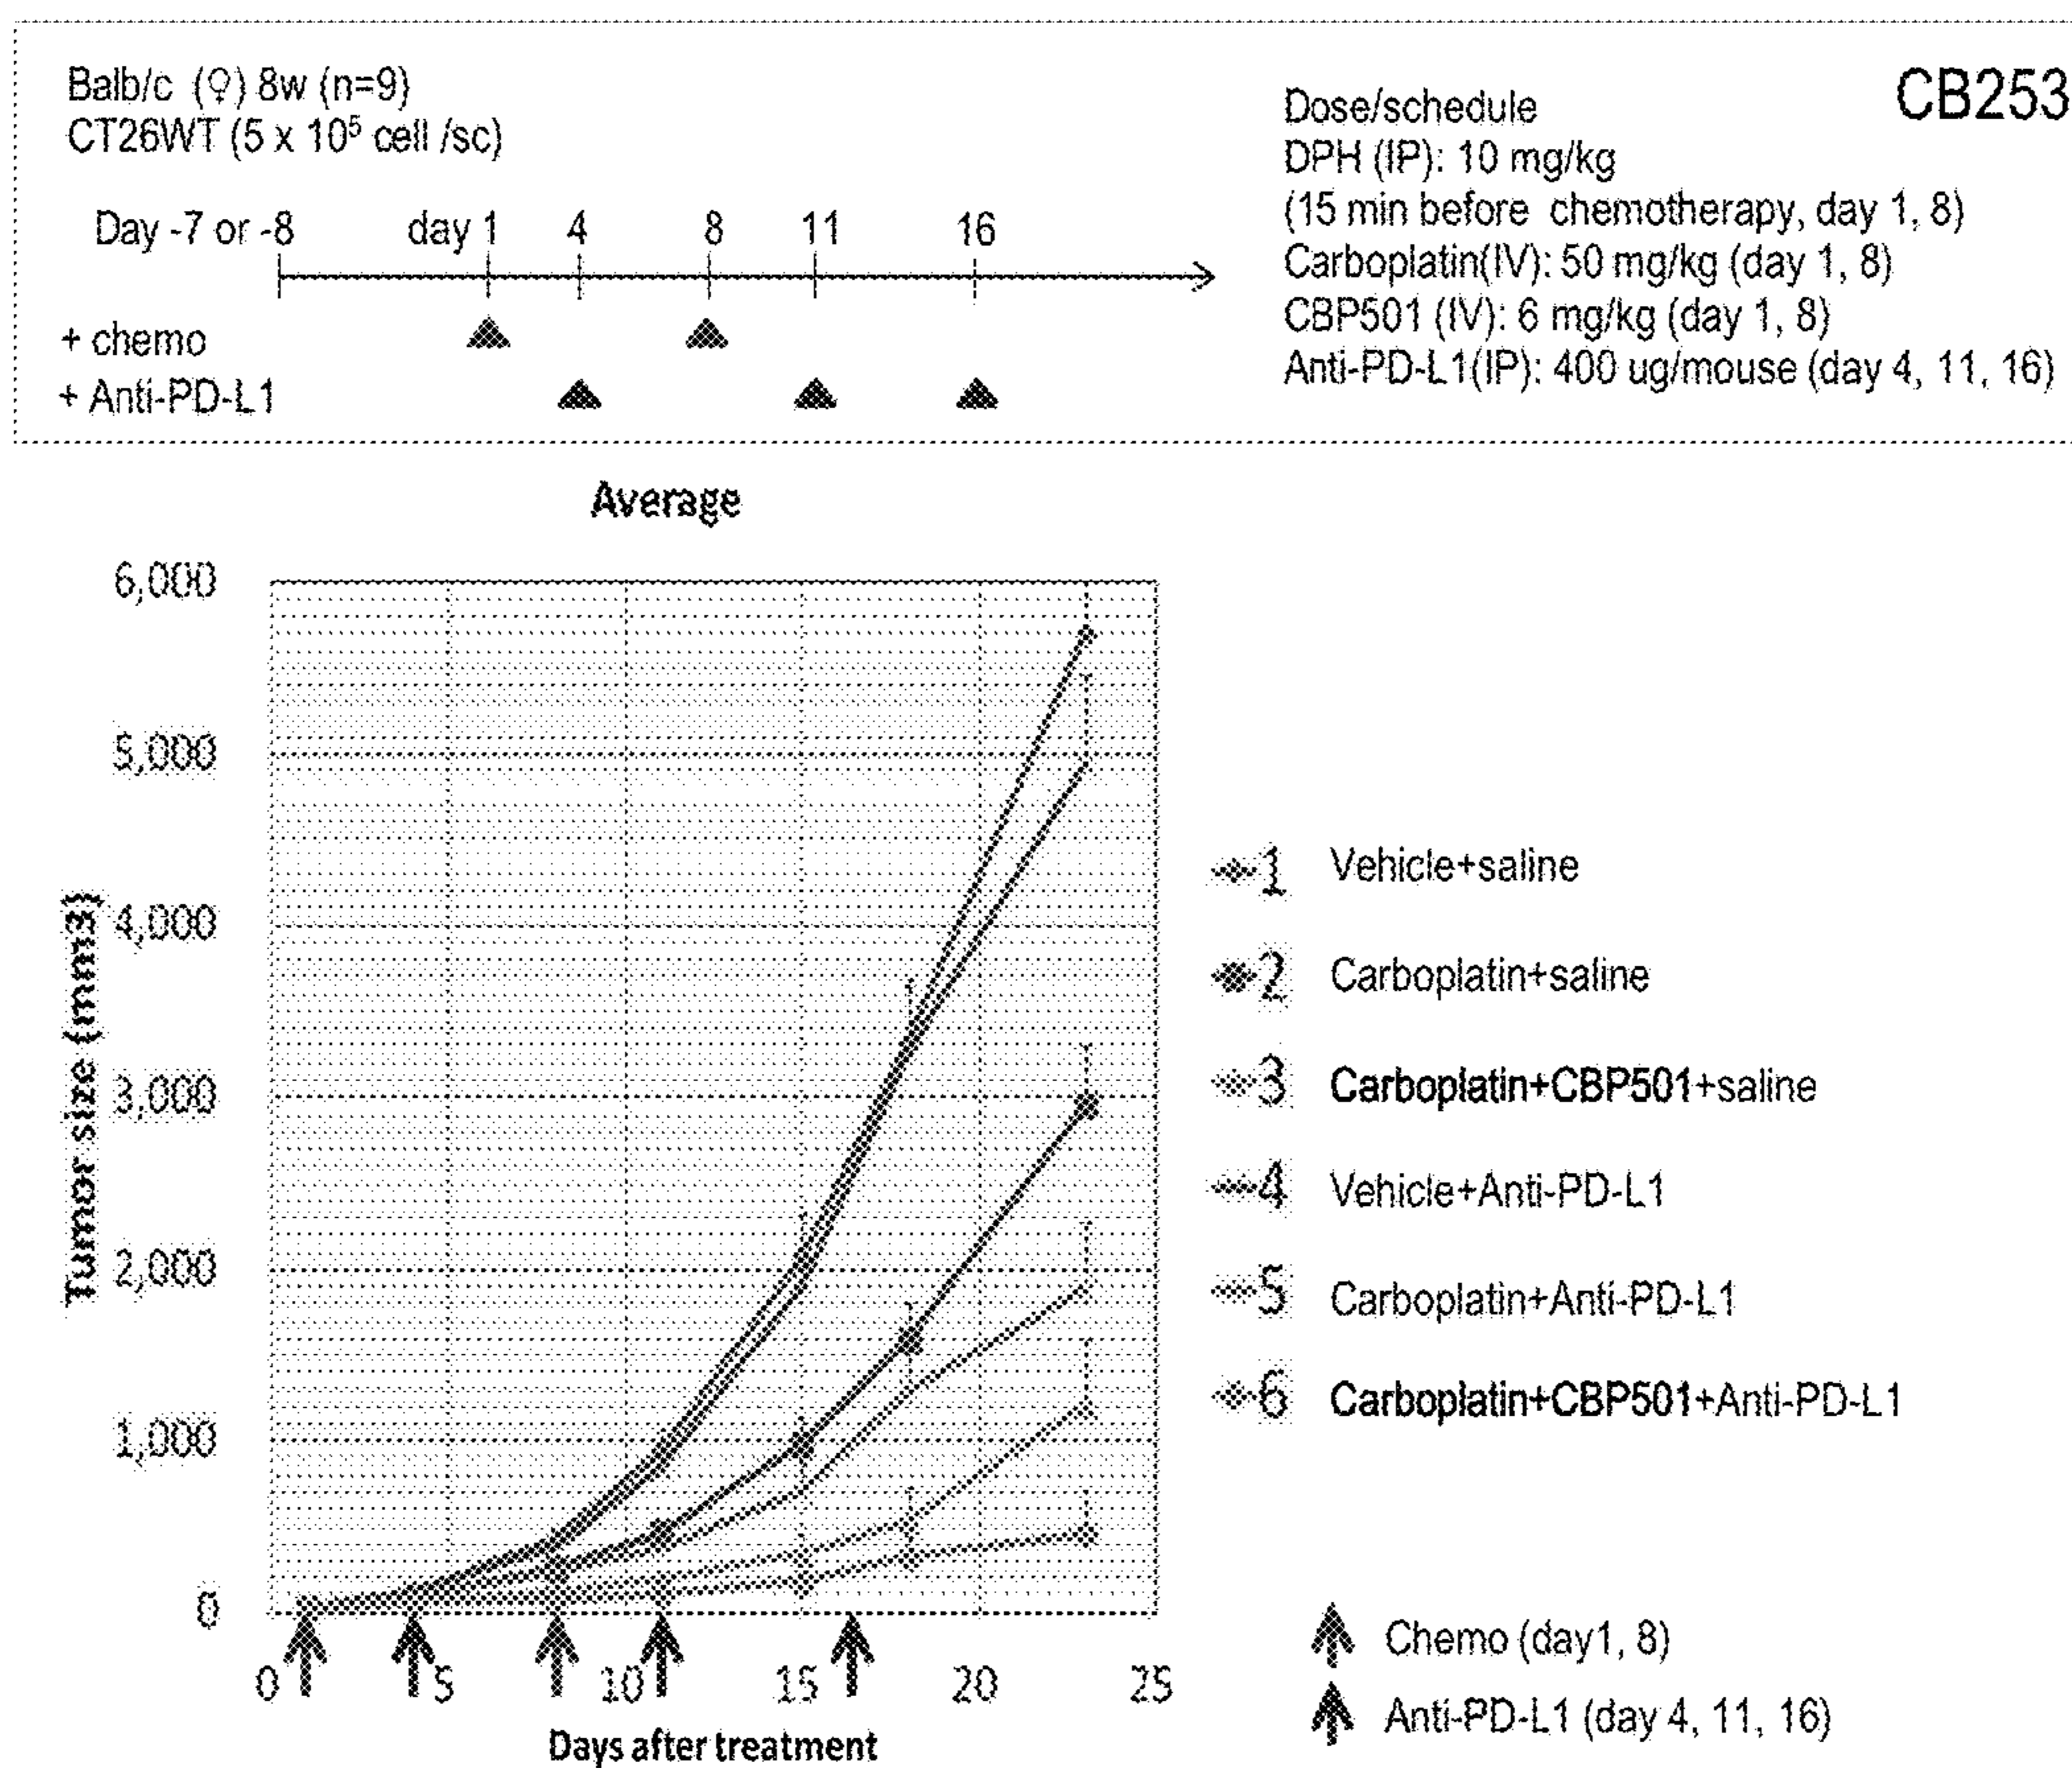 Balb/c (♀) 8w (n=9)
CT26WT (5 x 10⁵ cell /sc)
Day -7 or -8 day 1 4 8 11 16
+ chemo
+ Anti-PD-L1
CB253
Dose/schedule
DPH (IP): 10 mg/kg
(15 min before chemotherapy, day 1, 8)
Carboplatin(IV): 50 mg/kg (day 1, 8)
CBP501 (IV): 6 mg/kg (day 1, 8)
Anti-PD-L1(IP): 400 ug/mouse (day 4, 11, 16)
Average
6,000
5,000
4,000
3,000
2,000
1,000
0
Tumor size (mm3)
0 5 10 15 20 25
Days after treatment
1 Vehicle+saline
2 Carboplatin+saline
3 Carboplatin+CBP501+saline
4 Vehicle+Anti-PD-L1
5 Carboplatin+Anti-PD-L1
6 Carboplatin+CBP501+Anti-PD-L1
Chemo (day1, 8)
Anti-PD-L1 (day 4, 11, 16)